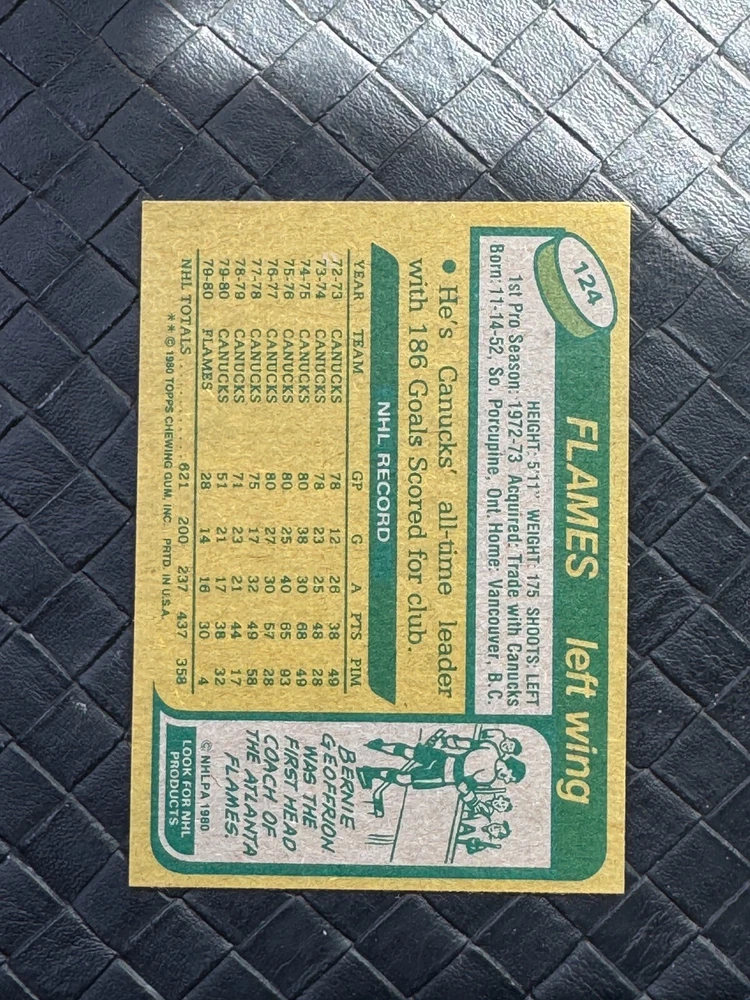 124
FLAMES left wing
HEIGHT: 5'11" WEIGHT: 175 SHOOTS: LEFT
1st Pro Season: 1972-73 Acquired: Trade with Canucks
Born: 11-14-52, So. Porcupine, Ont. Home: Vancouver, B.C.
● He's Canucks' all-time leader
with 186 Goals Scored for club.
NHL RECORD
YEAR TEAM GP G A PTS PIM
72-73 CANUCKS 78 12 26 38 49
73-74 CANUCKS 78 23 25 48 28
74-75 CANUCKS 80 38 30 68 49
75-76 CANUCKS 80 25 40 65 93
76-77 CANUCKS 80 27 30 57 28
77-78 CANUCKS 75 17 32 49 58
78-79 CANUCKS 71 23 21 44 17
79-80 CANUCKS 51 21 17 38 32
79-80 FLAMES 28 14 16 30 4
NHL TOTALS . . . . . . . . . . 621 200 237 437 358
* * © 1980 TOPPS CHEWING GUM, INC. PRTD. IN U.S.A.
BERNIE
GEOFFRION
WAS THE
FIRST HEAD
COACH OF
THE ATLANTA
FLAMES.
© NHLPA 1980
LOOK FOR NHL
PRODUCTS